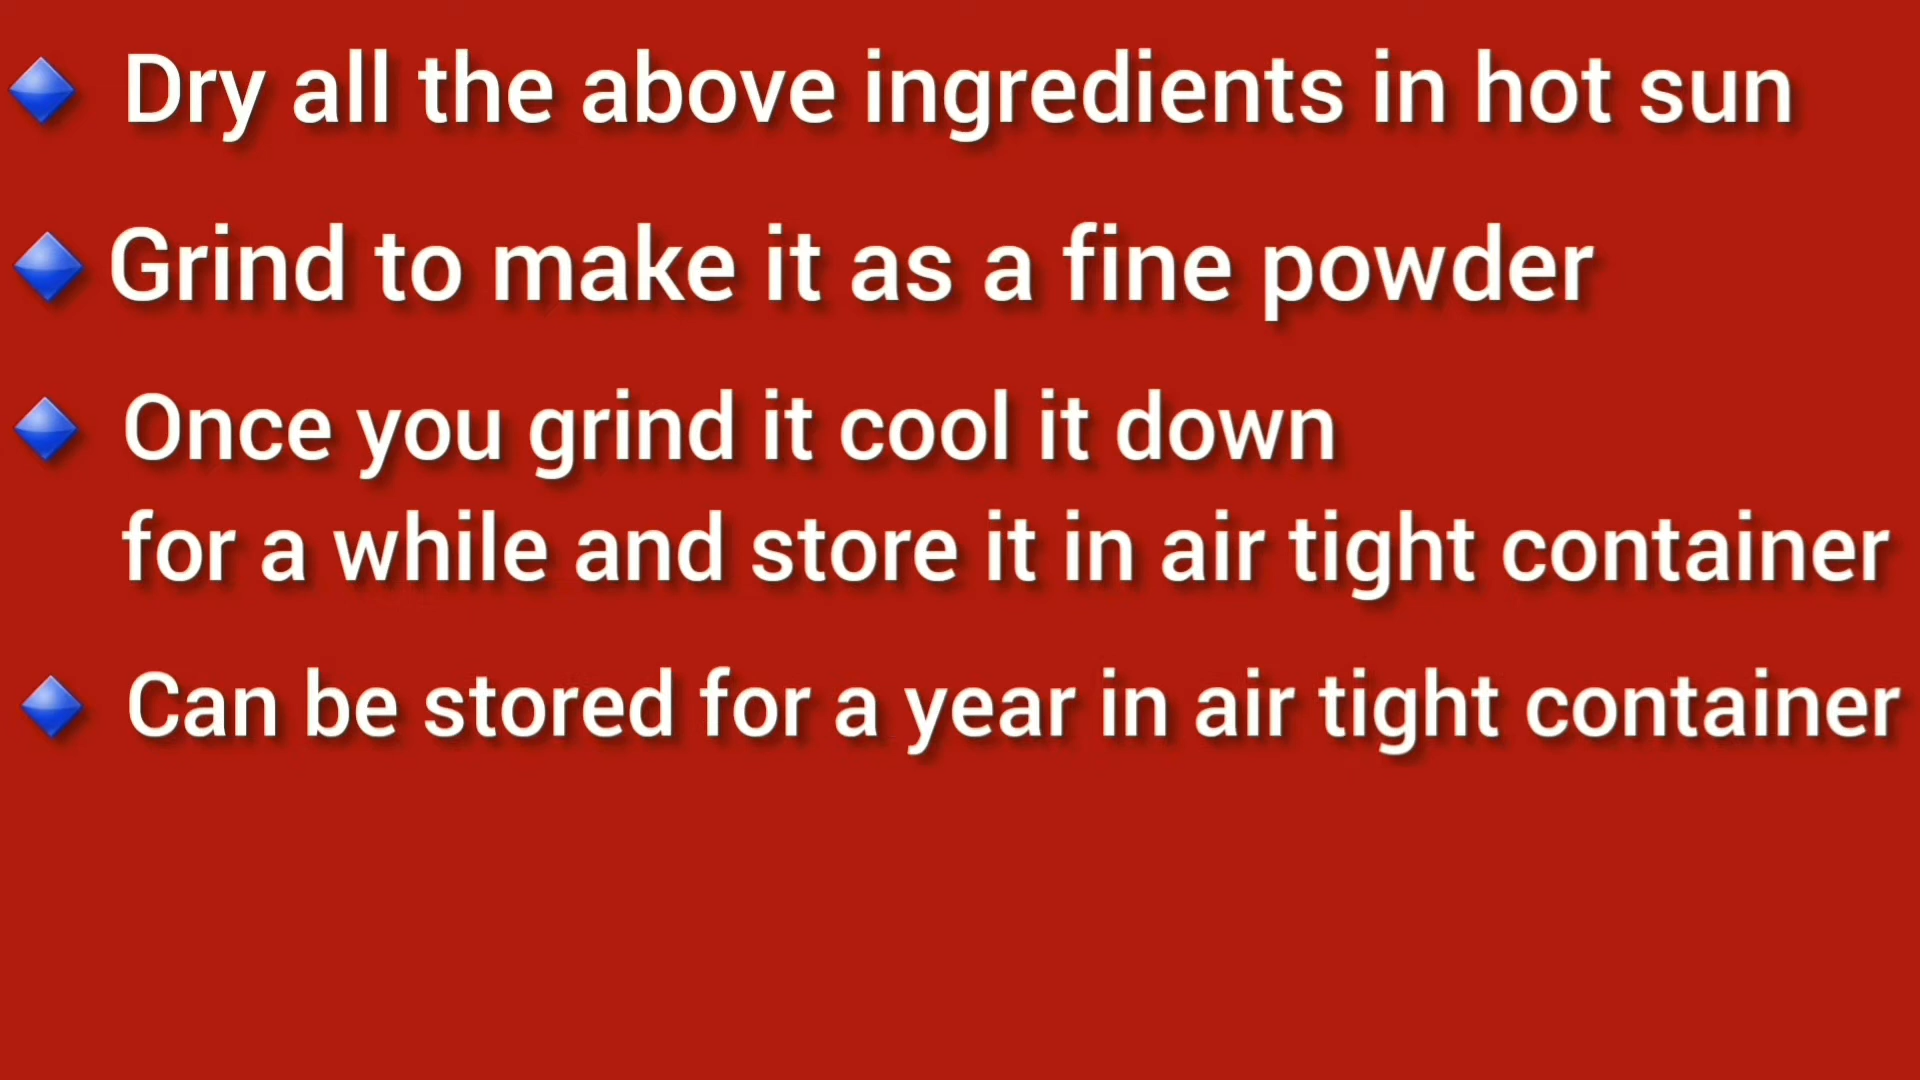 Dry all the above ingredients in hot sun
Grind to make it as a fine powder
Once you grind it cool it down
for a while and store it in air tight container
Can be stored for a year in air tight container